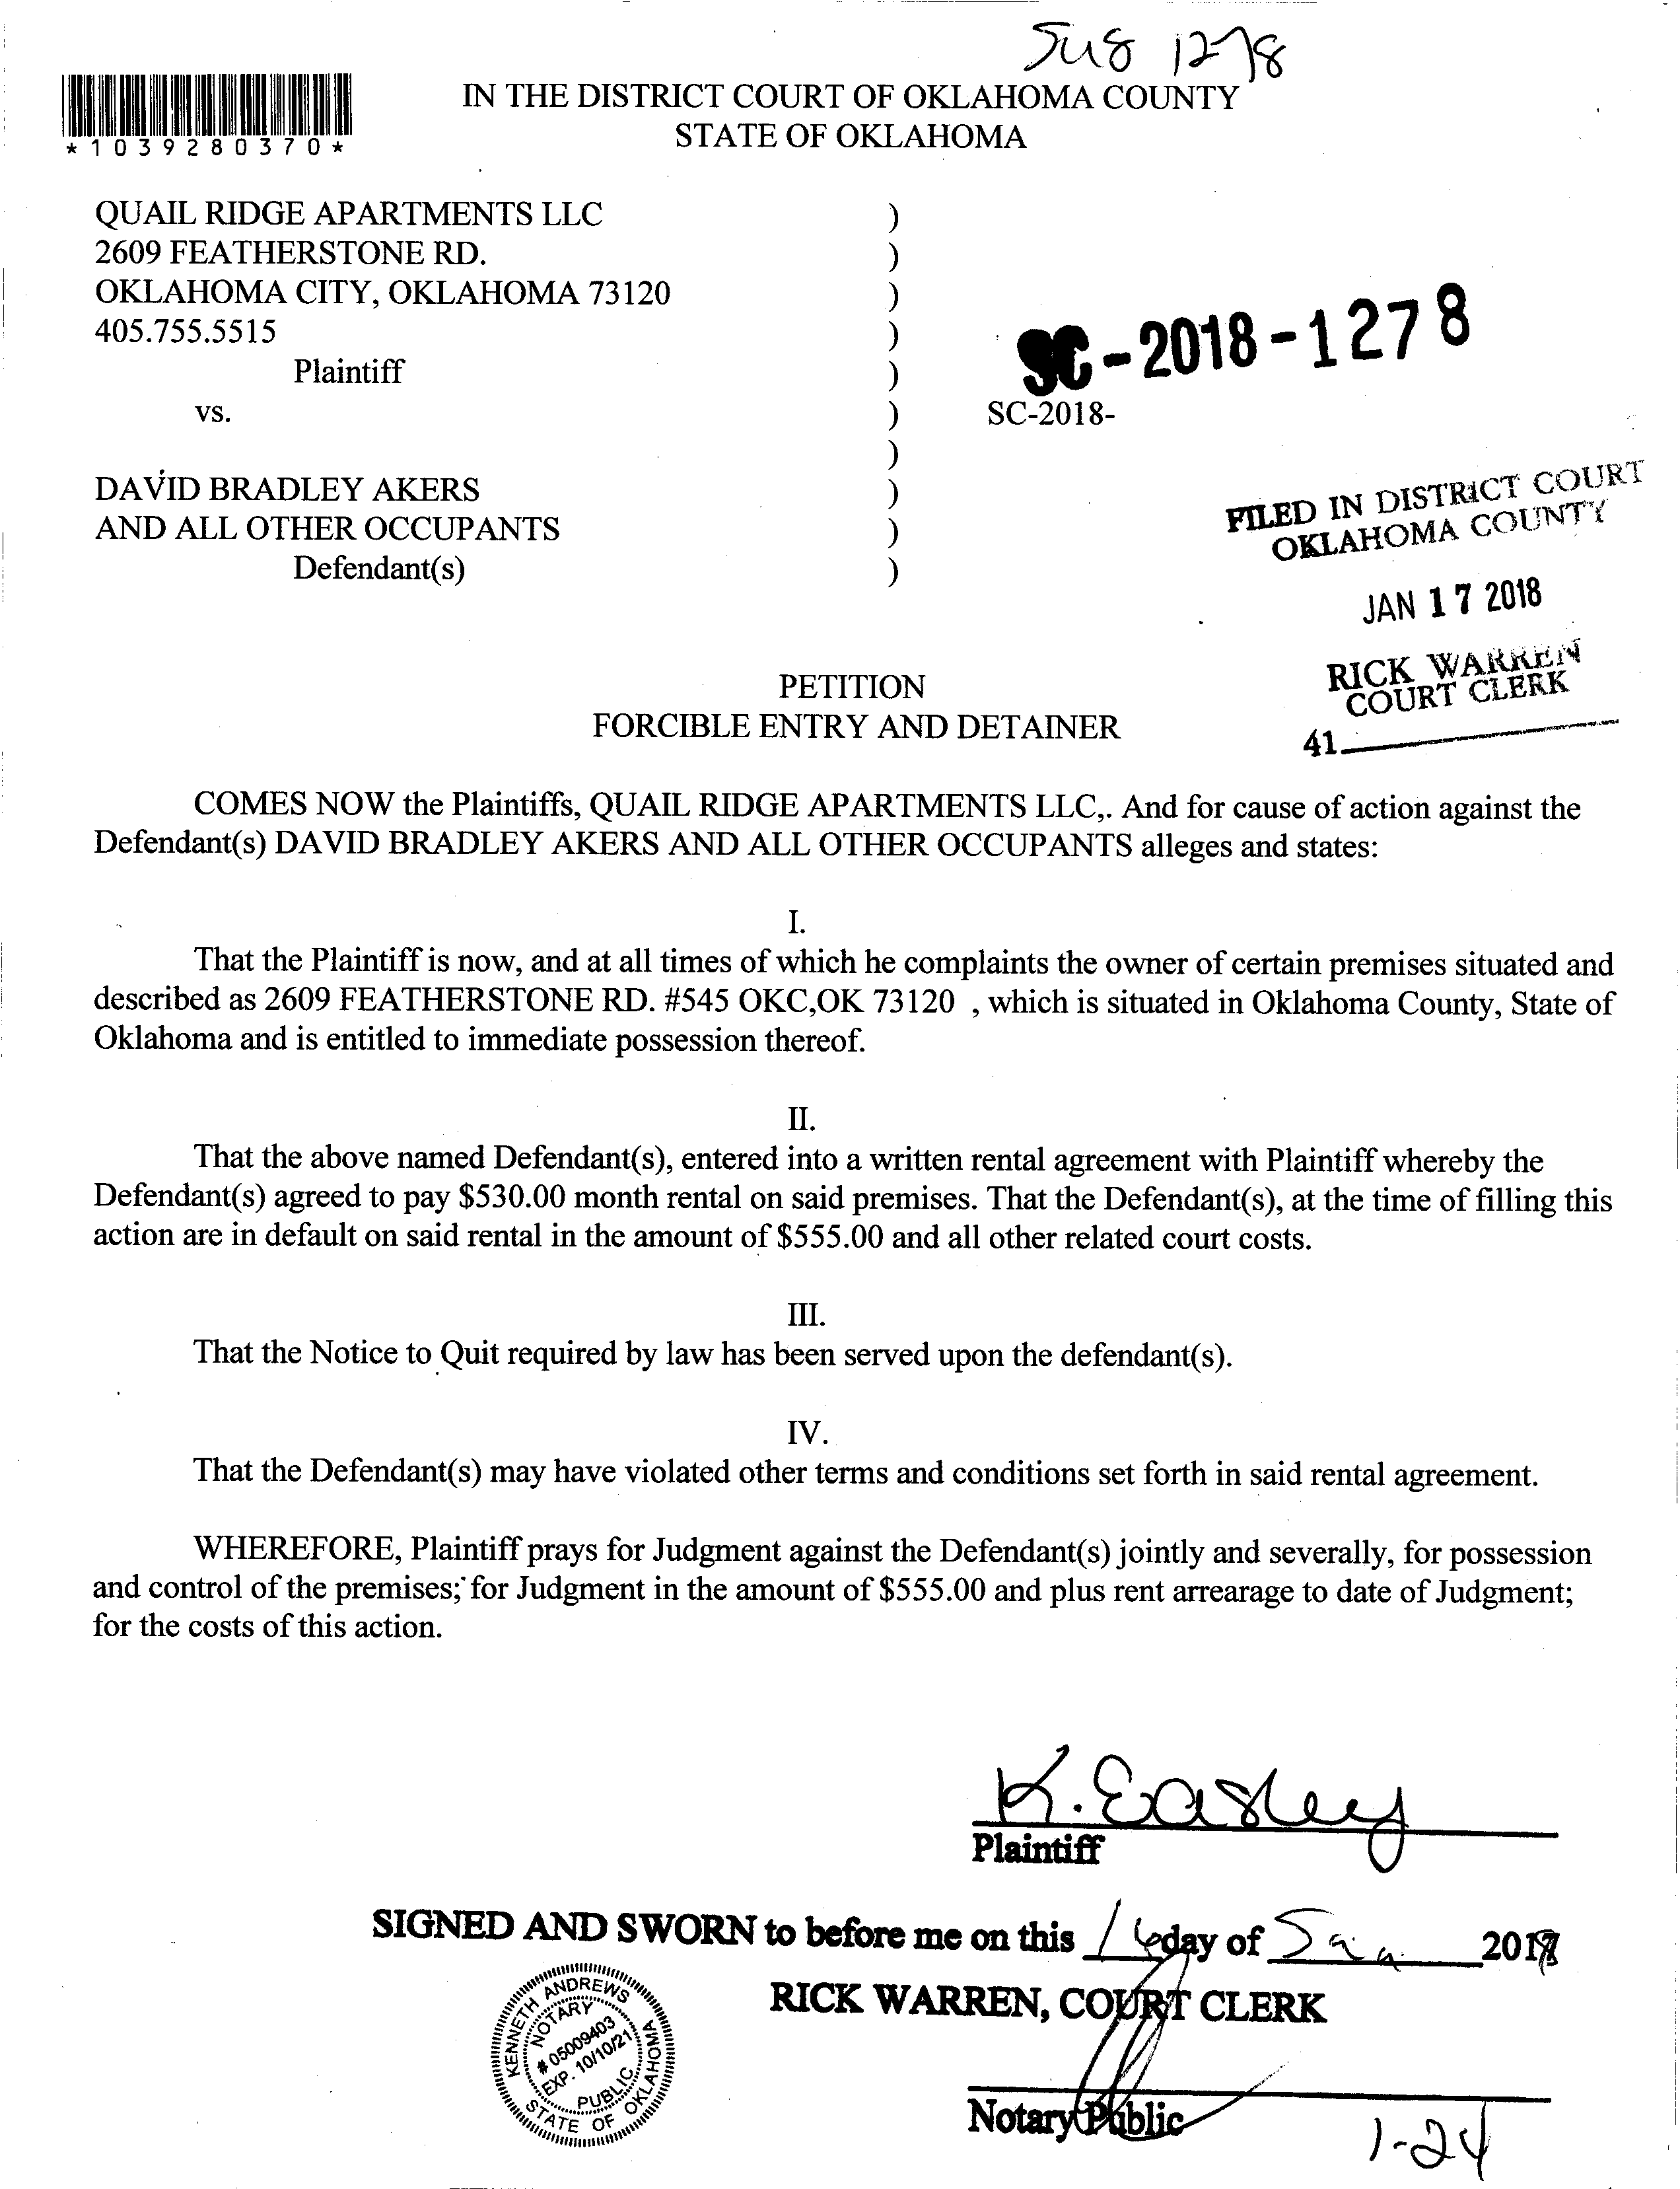 IN THE DISTRICT COURT OF OKLAHOMA COUNTY
STATE OF OKLAHOMA
*1039280370*
QUAIL RIDGE APARTMENTS LLC )
2609 FEATHERSTONE RD. )
OKLAHOMA CITY, OKLAHOMA 73120 )
405.755.5515 )
Plaintiff )
vs. )
)
DAVID BRADLEY AKERS )
AND ALL OTHER OCCUPANTS )
Defendant(s) )
SC-2018-1278
SC-2018-
FILED IN DISTRICT COURT
OKLAHOMA COUNTY
JAN 17 2018
RICK WARREN
COURT CLERK
41
PETITION
FORCIBLE ENTRY AND DETAINER
COMES NOW the Plaintiffs, QUAIL RIDGE APARTMENTS LLC,. And for cause of action against the
Defendant(s) DAVID BRADLEY AKERS AND ALL OTHER OCCUPANTS alleges and states:
I.
That the Plaintiff is now, and at all times of which he complaints the owner of certain premises situated and
described as 2609 FEATHERSTONE RD. #545 OKC,OK 73120 , which is situated in Oklahoma County, State of
Oklahoma and is entitled to immediate possession thereof.
II.
That the above named Defendant(s), entered into a written rental agreement with Plaintiff whereby the
Defendant(s) agreed to pay $530.00 month rental on said premises. That the Defendant(s), at the time of filling this
action are in default on said rental in the amount of $555.00 and all other related court costs.
III.
That the Notice to Quit required by law has been served upon the defendant(s).
IV.
That the Defendant(s) may have violated other terms and conditions set forth in said rental agreement.
WHEREFORE, Plaintiff prays for Judgment against the Defendant(s) jointly and severally, for possession
and control of the premises; for Judgment in the amount of $555.00 and plus rent arrearage to date of Judgment;
for the costs of this action.
K. Easley
Plaintiff
SIGNED AND SWORN to before me on this 16 day of Jan 201
RICK WARREN, COURT CLERK
KENNETH ANDREWS
NOTARY
# 05009403
EXP. 10/10/21
PUBLIC
STATE OF OKLAHOMA
Notary Public
1-24